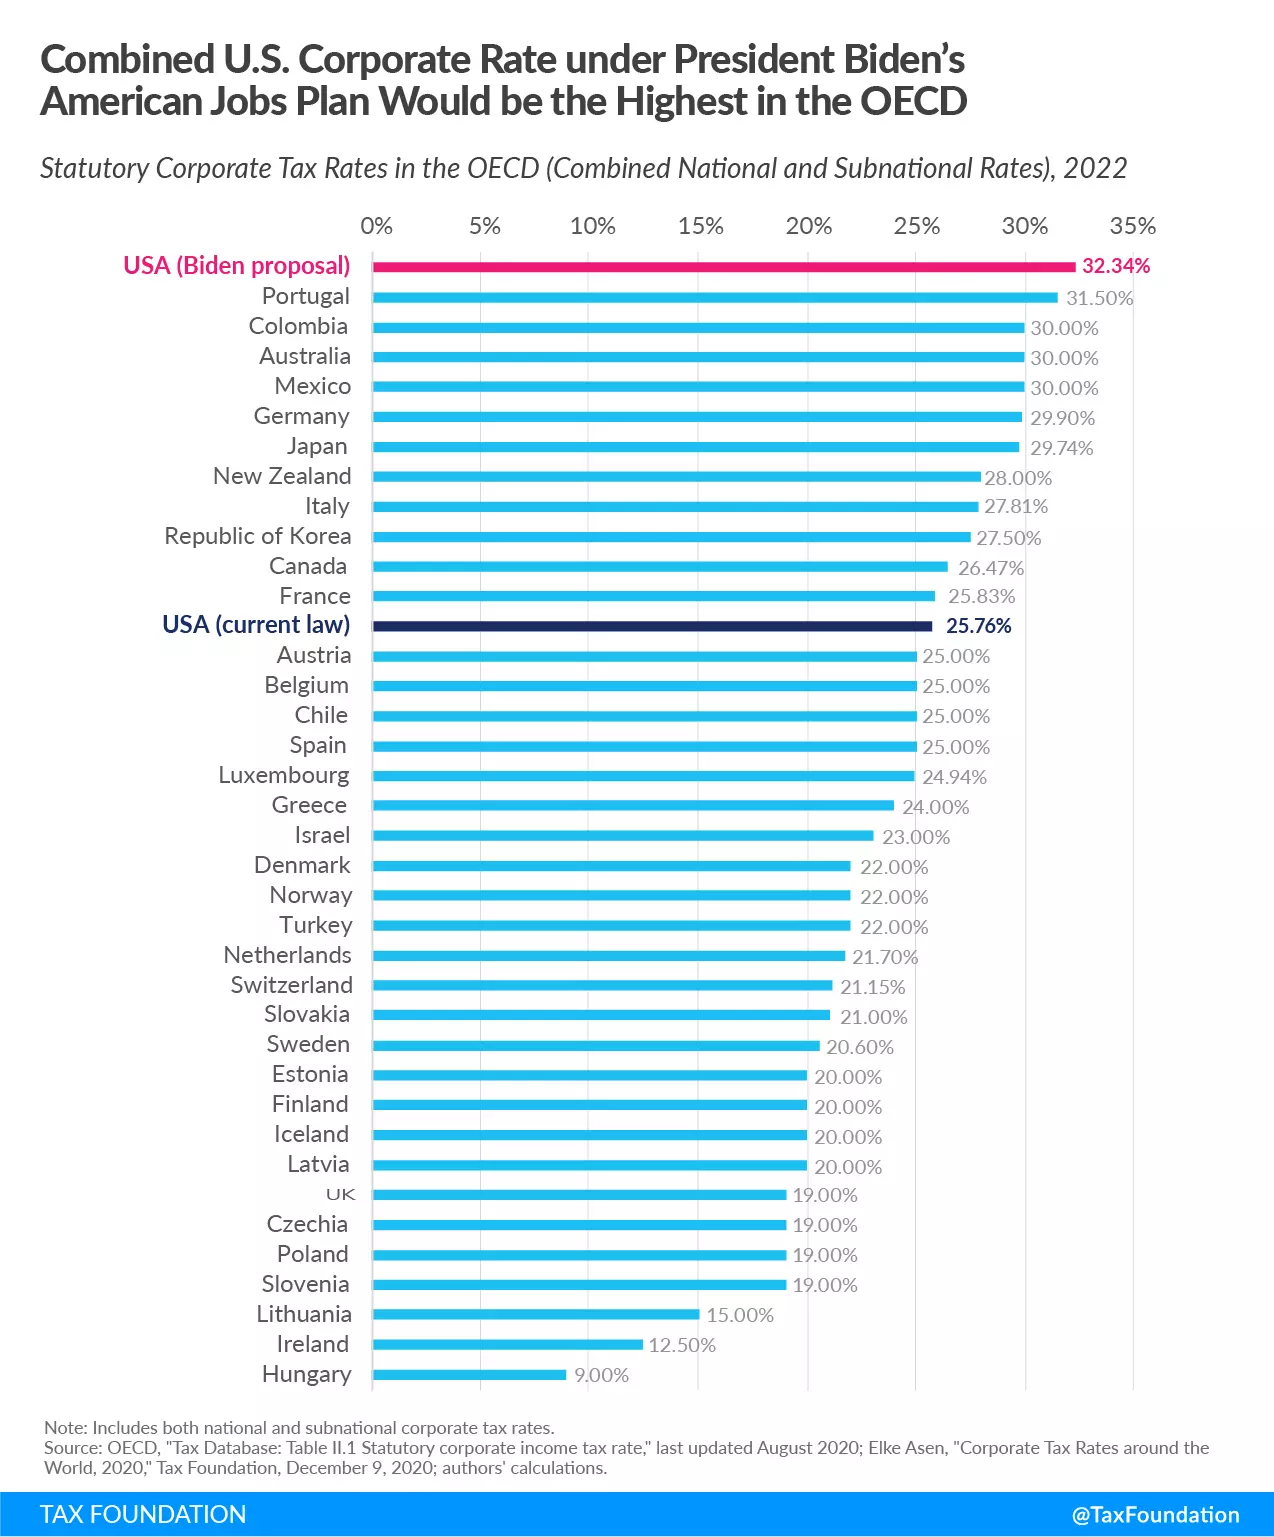 Combined U.S. Corporate Rate under President Biden's
American Jobs Plan Would be the Highest in the OECD
Statutory Corporate Tax Rates in the OECD (Combined National and Subnational Rates), 2022
0% 5% 10% 15% 20% 25% 30% 35%
USA (Biden proposal) 32.34%
Portugal 31.50%
Colombia 30.00%
Australia 30.00%
Mexico 30.00%
Germany 29.90%
Japan 29.74%
New Zealand 28.00%
Italy 27.81%
Republic of Korea 27.50%
Canada 26.47%
France 25.83%
USA (current law) 25.76%
Austria 25.00%
Belgium 25.00%
Chile 25.00%
Spain 25.00%
Luxembourg 24.94%
Greece 24.00%
Israel 23.00%
Denmark 22.00%
Norway 22.00%
Turkey 22.00%
Netherlands 21.70%
Switzerland 21.15%
Slovakia 21.00%
Sweden 20.60%
Estonia 20.00%
Finland 20.00%
Iceland 20.00%
Latvia 20.00%
UK 19.00%
Czechia 19.00%
Poland 19.00%
Slovenia 19.00%
Lithuania 15.00%
Ireland 12.50%
Hungary 9.00%
Note: Includes both national and subnational corporate tax rates.
Source: OECD, "Tax Database: Table II.1 Statutory corporate income tax rate," last updated August 2020; Elke Asen, "Corporate Tax Rates around the
World, 2020," Tax Foundation, December 9, 2020; authors' calculations.
TAX FOUNDATION @TaxFoundation